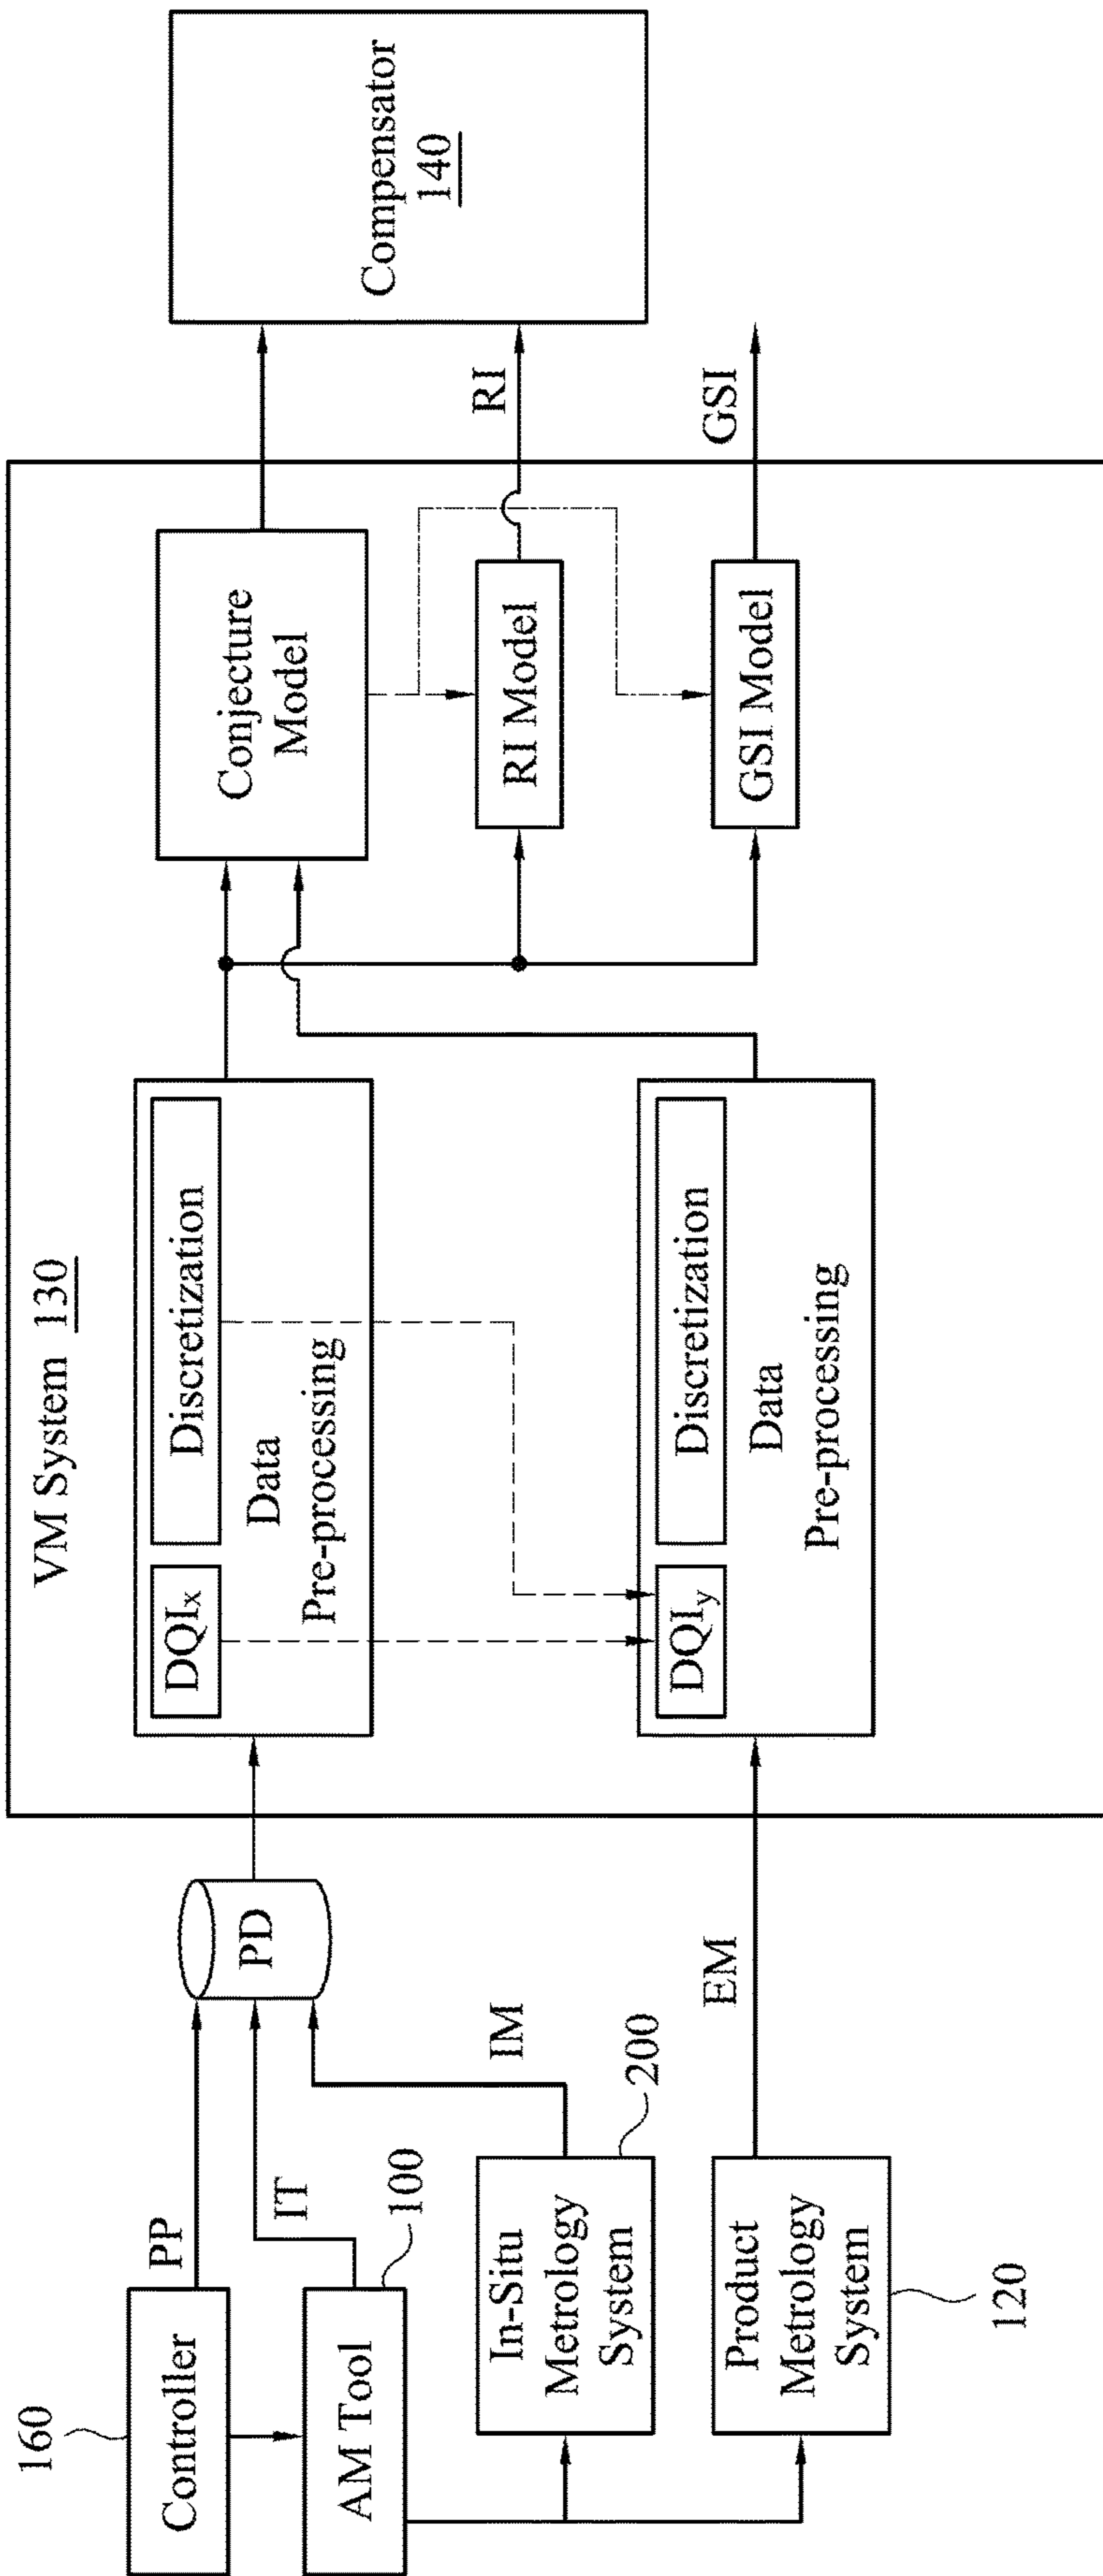 160
Controller
PP
AM Tool
100
IT
In-Situ
Metrology
System
200
IM
Product
Metrology
System
120
EM
PD
VM System 130
DQIx
Discretization
Data
Pre-processing
DQIy
Discretization
Data
Pre-processing
Conjecture
Model
RI Model
GSI Model
RI
GSI
Compensator
140